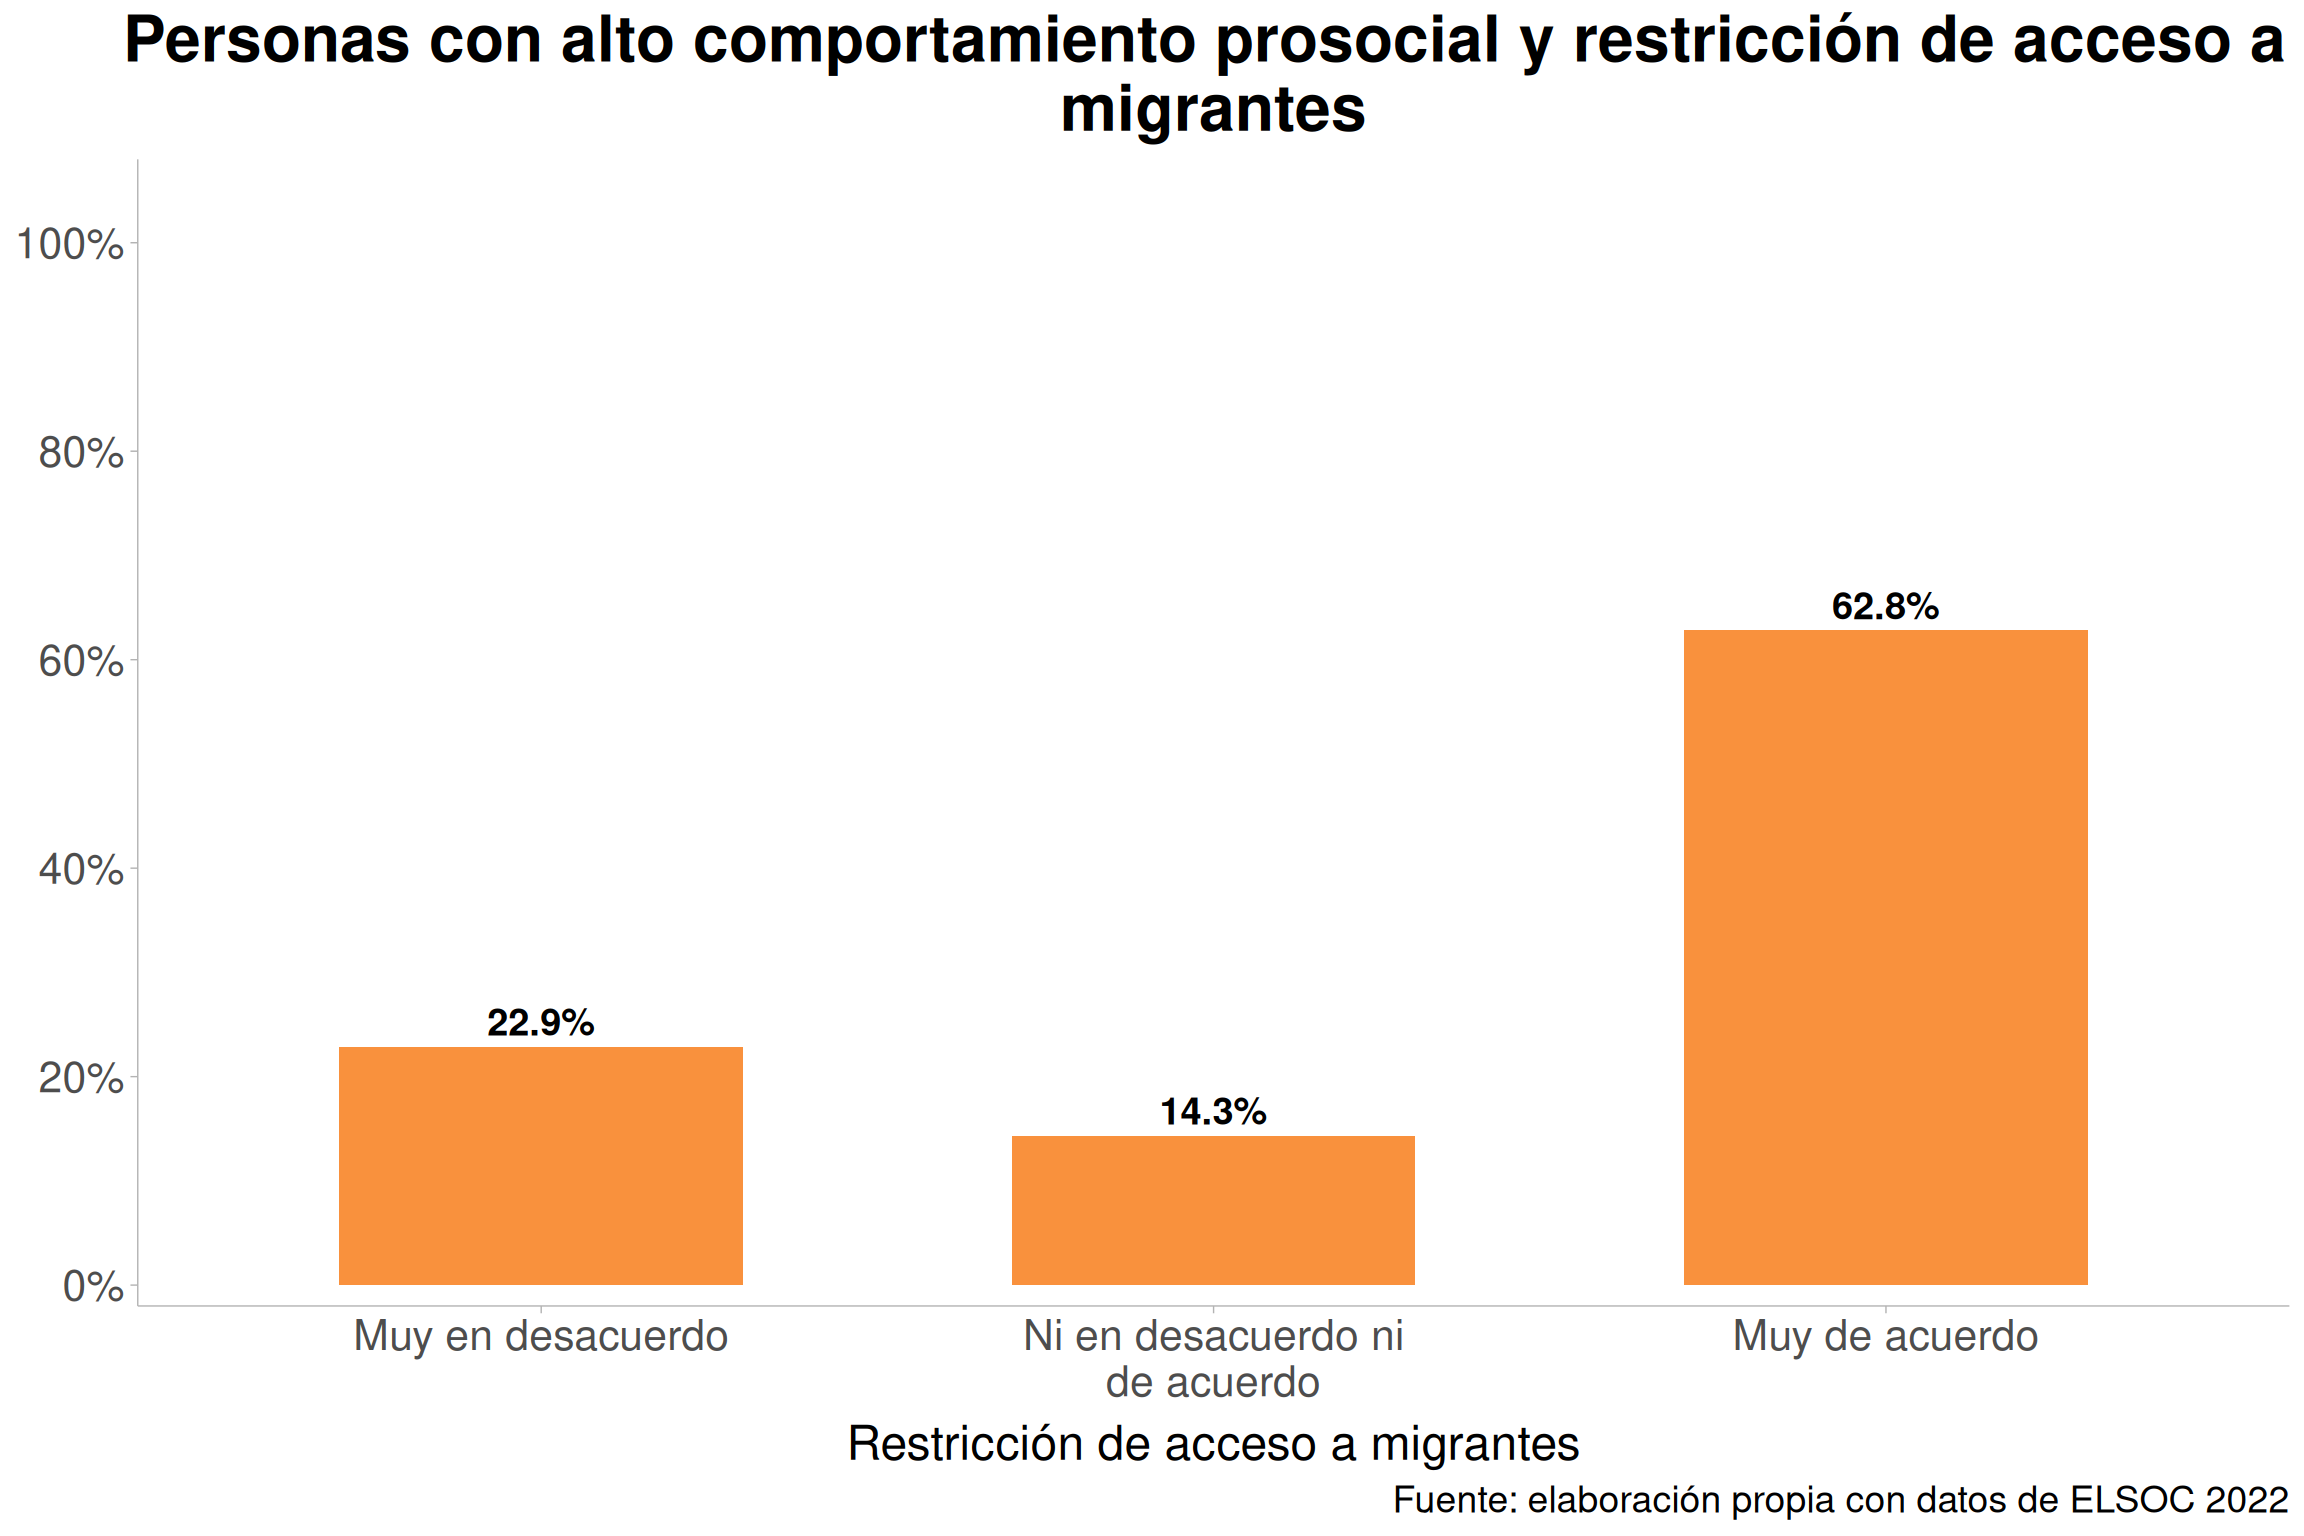 Personas con alto comportamiento prosocial y restricción de acceso a
migrantes
100%
80%
60%
40%
20%
0%
22.9%
14.3%
62.8%
Muy en desacuerdo
Ni en desacuerdo ni
de acuerdo
Muy de acuerdo
Restricción de acceso a migrantes
Fuente: elaboración propia con datos de ELSOC 2022